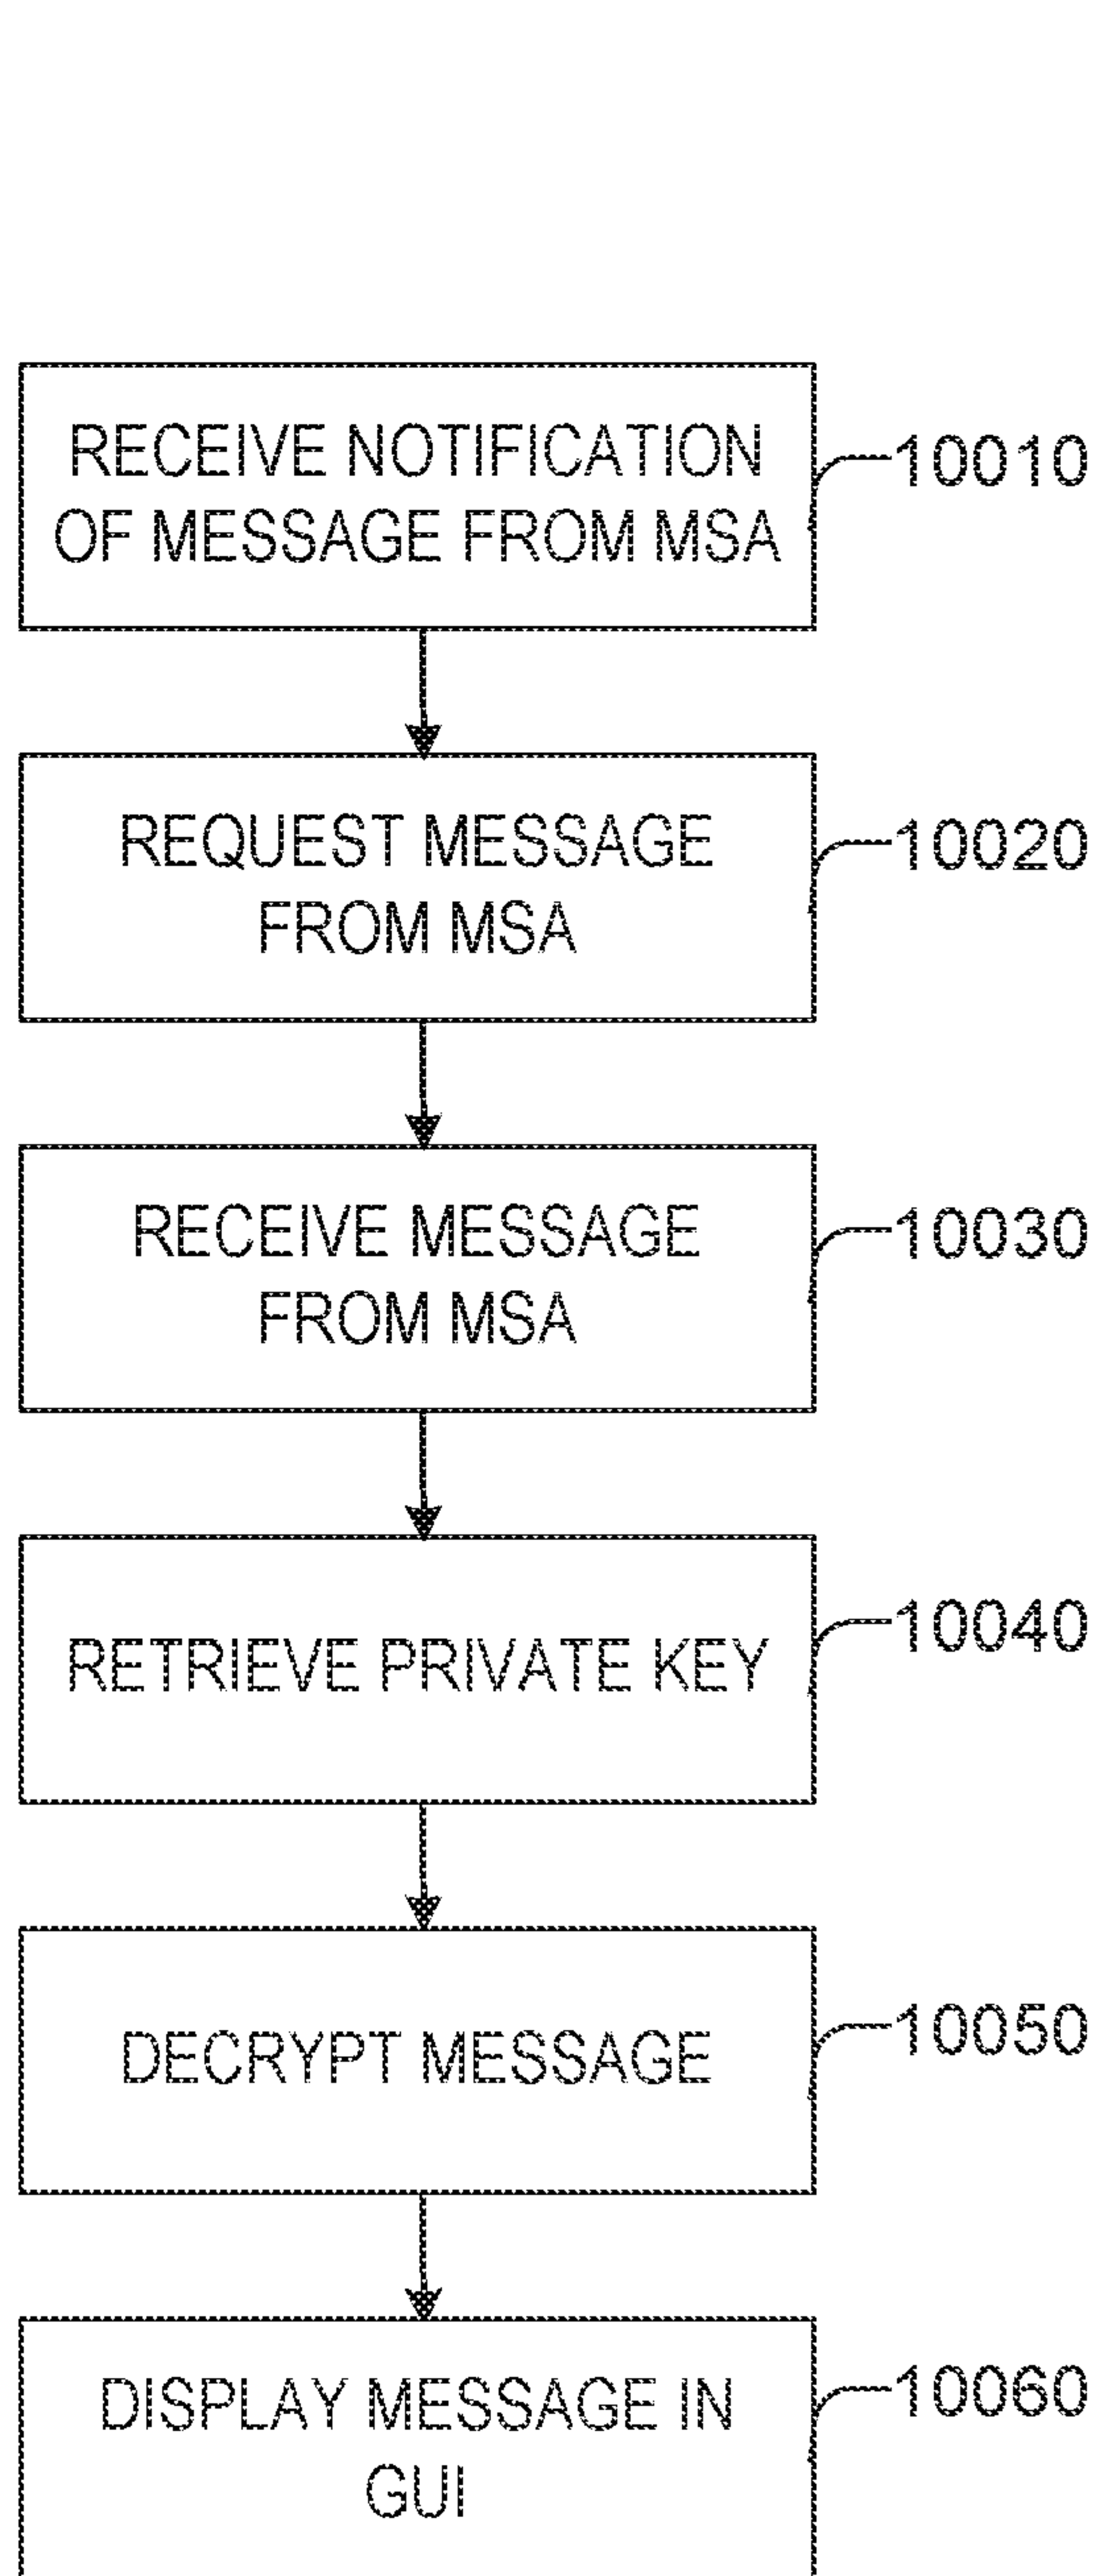 RECEIVE NOTIFICATION
OF MESSAGE FROM MSA
10010
REQUEST MESSAGE
FROM MSA
10020
RECEIVE MESSAGE
FROM MSA
10030
RETRIEVE PRIVATE KEY
10040
DECRYPT MESSAGE
10050
DISPLAY MESSAGE IN
GUI
10060